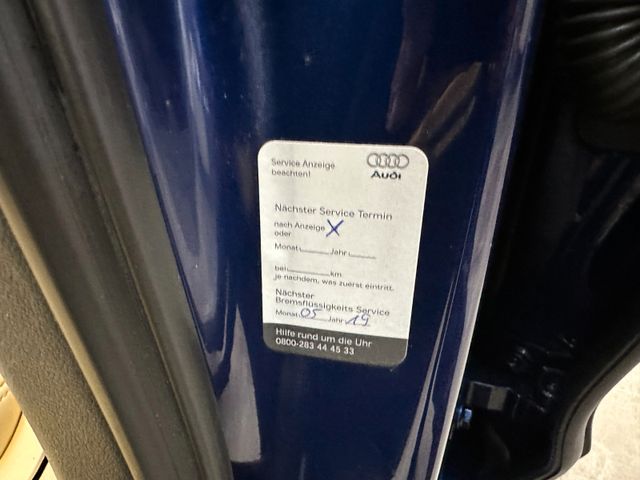 Service Anzeige
beachten!
Audi
Nächster Service Termin
nach Anzeige X
oder
Monat Jahr
bei km
je nachdem, was zuerst eintritt.
Nächster
Bremsflüssigkeits Service
Monat 05 Jahr 19
Hilfe rund um die Uhr
0800-283 44 45 33